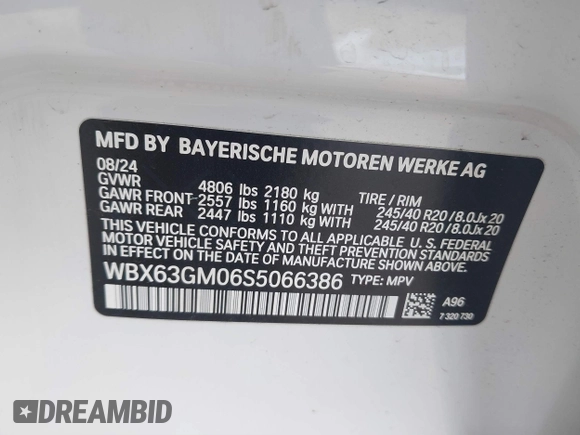 MFD BY BAYERISCHE MOTOREN WERKE AG
08/24
GVWR 4806 lbs 2180 kg TIRE / RIM
GAWR FRONT 2557 lbs 1160 kg WITH 245/40 R20 / 8.0Jx20
GAWR REAR 2447 lbs 1110 kg WITH 245/40 R20 / 8.0Jx20
THIS VEHICLE CONFORMS TO ALL APPLICABLE U. S. FEDERAL
MOTOR VEHICLE SAFETY, BUMPER, AND THEFT PREVENTION
STANDARDS IN EFFECT ON THE DATE OF MANUFACTURE SHOWN ABOVE.
WBX63GM06S5066386 TYPE: MPV
A96
7 320 730
DREAMBID